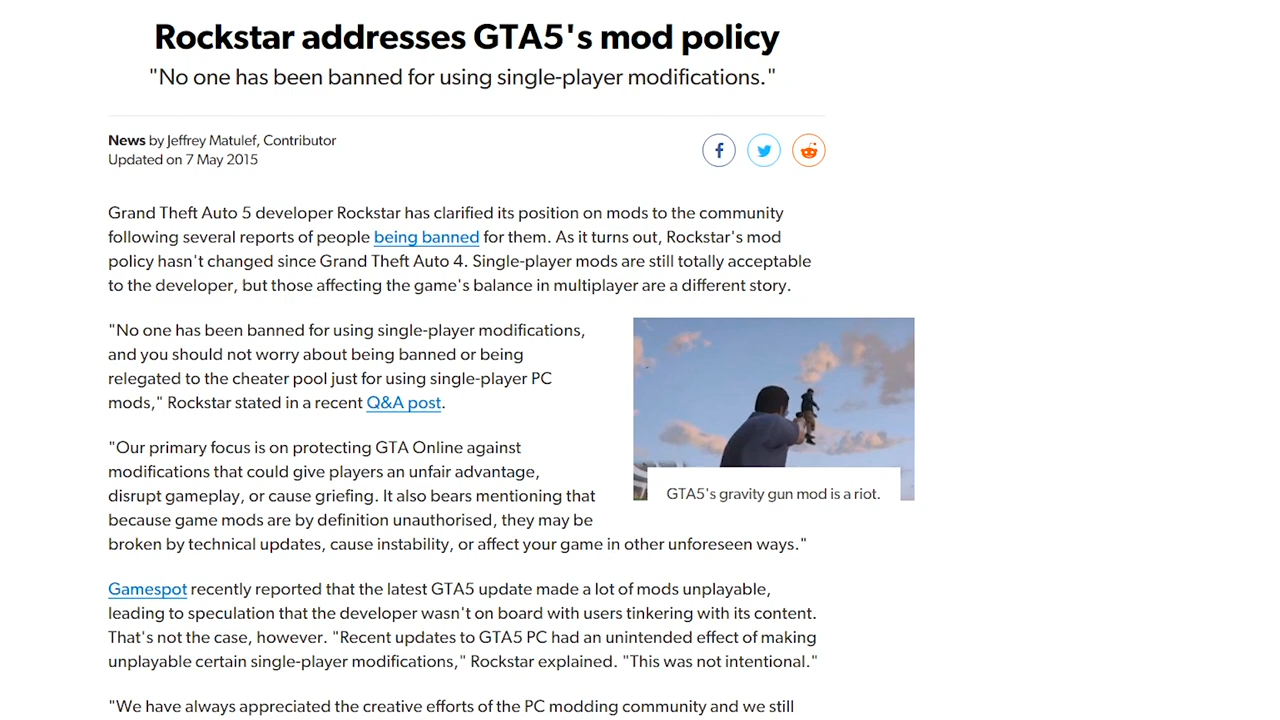 Rockstar addresses GTA5's mod policy
"No one has been banned for using single-player modifications."
News by Jeffrey Matulef, Contributor
Updated on 7 May 2015
Grand Theft Auto 5 developer Rockstar has clarified its position on mods to the community
following several reports of people being banned for them. As it turns out, Rockstar's mod
policy hasn't changed since Grand Theft Auto 4. Single-player mods are still totally acceptable
to the developer, but those affecting the game's balance in multiplayer are a different story.
"No one has been banned for using single-player modifications,
and you should not worry about being banned or being
relegated to the cheater pool just for using single-player PC
mods," Rockstar stated in a recent Q&A post.
"Our primary focus is on protecting GTA Online against
modifications that could give players an unfair advantage,
disrupt gameplay, or cause griefing. It also bears mentioning that
because game mods are by definition unauthorised, they may be
broken by technical updates, cause instability, or affect your game in other unforeseen ways."
GTA5's gravity gun mod is a riot.
Gamespot recently reported that the latest GTA5 update made a lot of mods unplayable,
leading to speculation that the developer wasn't on board with users tinkering with its content.
That's not the case, however. "Recent updates to GTA5 PC had an unintended effect of making
unplayable certain single-player modifications," Rockstar explained. "This was not intentional."
"We have always appreciated the creative efforts of the PC modding community and we still